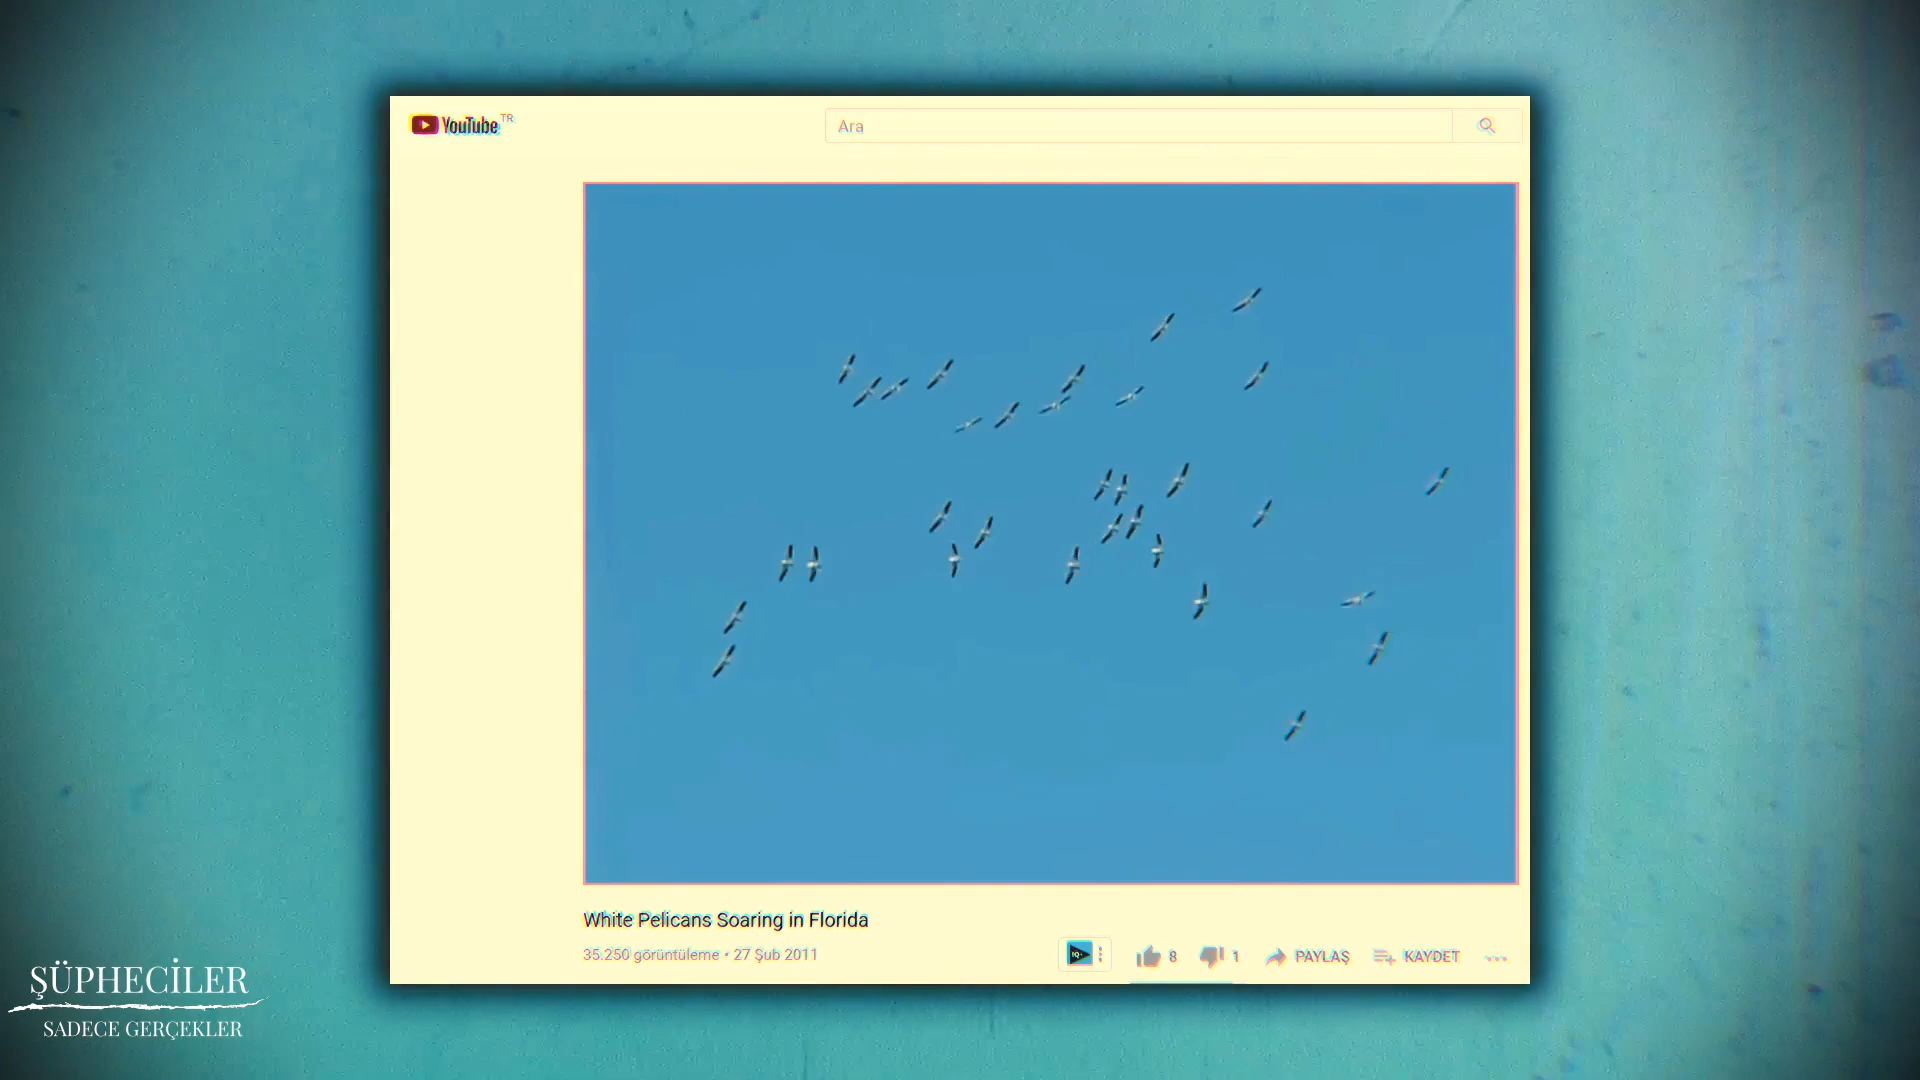 YouTube TR
Ara
White Pelicans Soaring in Florida
35.250 görüntüleme • 27 Şub 2011
IQ+
8
1
PAYLAŞ
KAYDET
ŞÜPHECİLER
SADECE GERÇEKLER